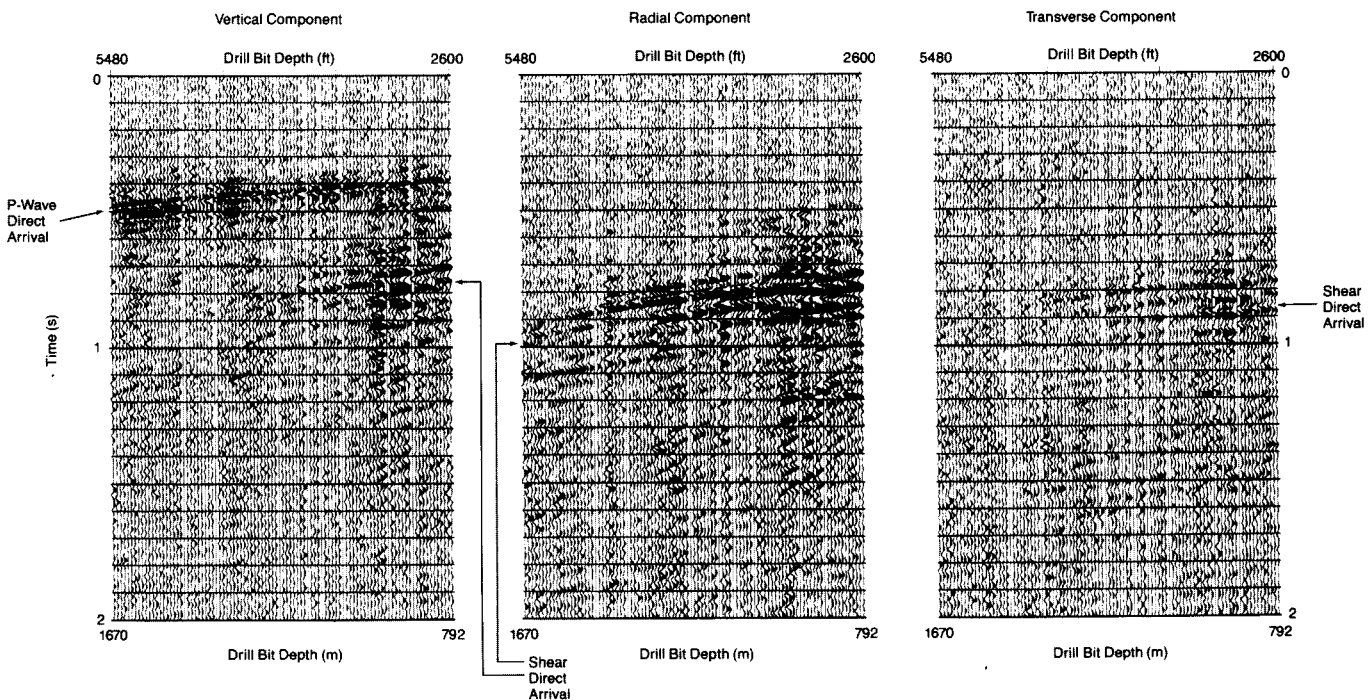 Vertical Component
Radial Component
Transverse Component
5480 Drill Bit Depth (ft) 2600
5480 Drill Bit Depth (ft) 2600
5480 Drill Bit Depth (ft) 2600
0
0
P-Wave
Direct
Arrival
Shear
Direct
Arrival
Time (s)
1
1
2
2
1670 792
1670 792
1670 792
Drill Bit Depth (m)
Drill Bit Depth (m)
Drill Bit Depth (m)
Shear
Direct
Arrival